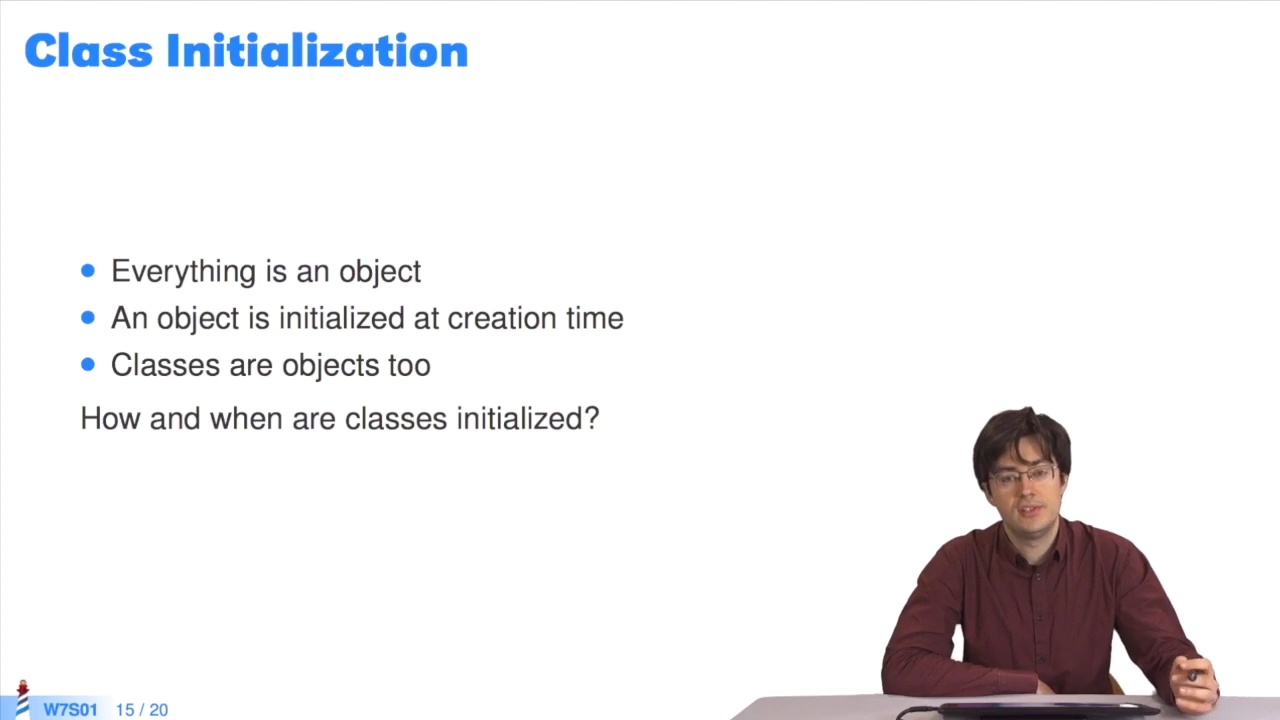 Class Initialization
Everything is an object
An object is initialized at creation time
Classes are objects too
How and when are classes initialized?
W7S01 15 / 20